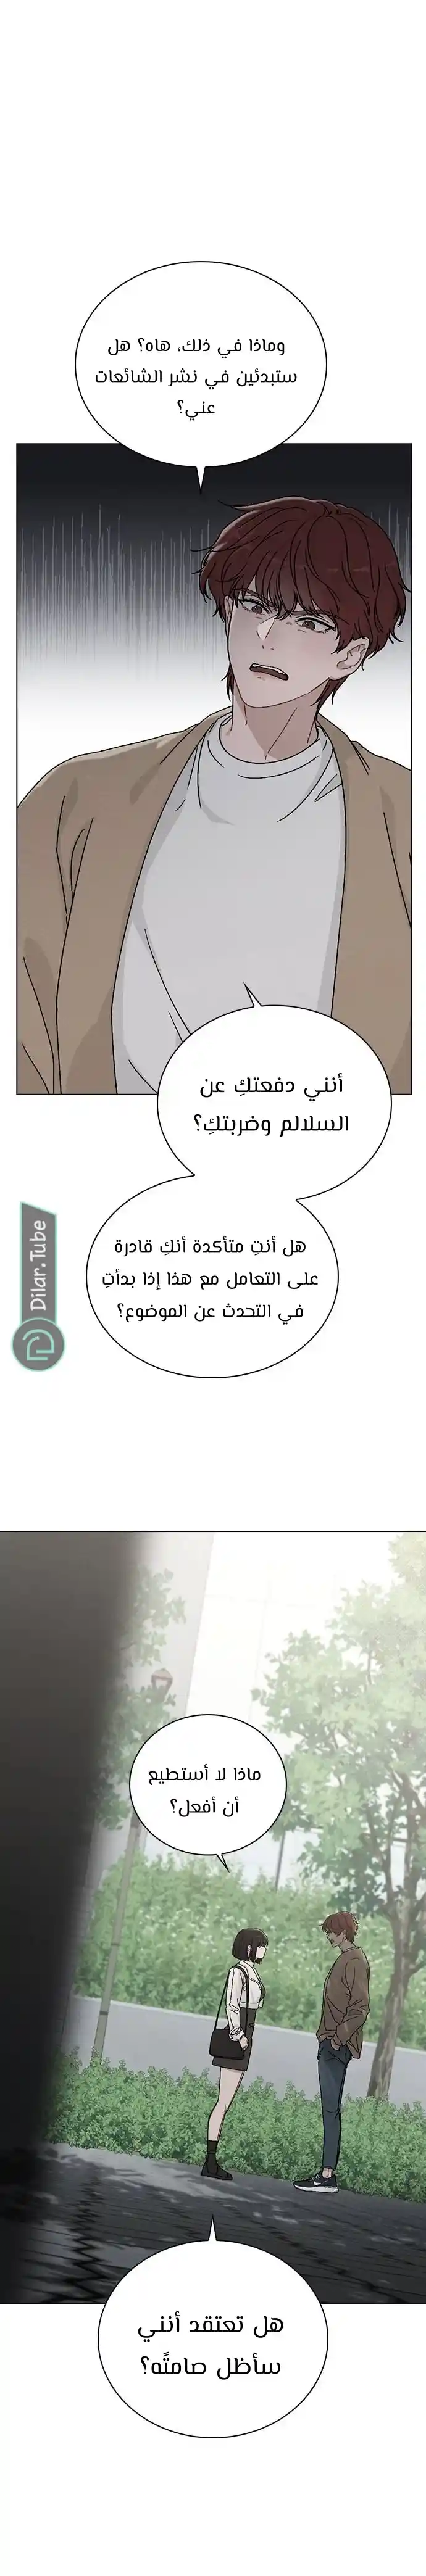 وماذا في ذلك، هاه؟ هل
ستبدئين في نشر الشائعات
عني؟
أنني دفعتكِ عن
السلالم وضربتكِ؟
هل أنتِ متأكدة أنكِ قادرة
على التعامل مع هذا إذا بدأتِ
في التحدث عن الموضوع؟
Dilar.Tube
ماذا لا أستطيع
أن أفعل؟
هل تعتقد أنني
سأظل صامتًه؟